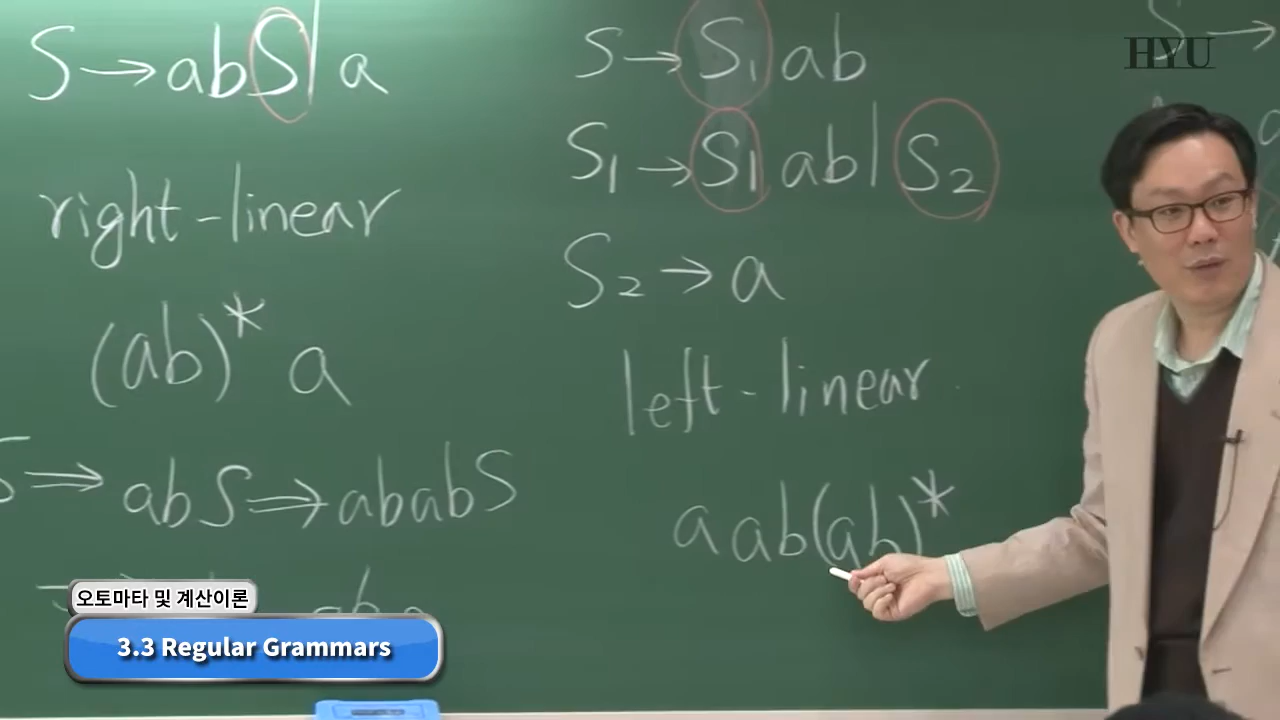 S→abS|a
right-linear
(ab)* a
S⇒abS⇒ababS
S→S₁ab
S₁→S₁ab|S₂
S₂→a
left-linear.
aab(ab)*
HYU
오토마타 및 계산이론
3.3 Regular Grammars